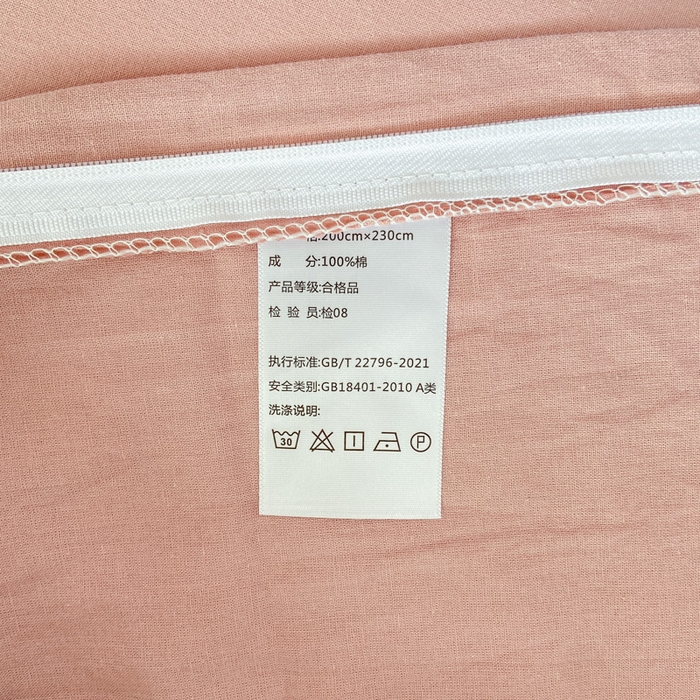 格:200cm×230cm
成 分:100%棉
产品等级:合格品
检 验 员:检08
执行标准:GB/T 22796-2021
安全类别:GB18401-2010 A类
洗涤说明:
30 P